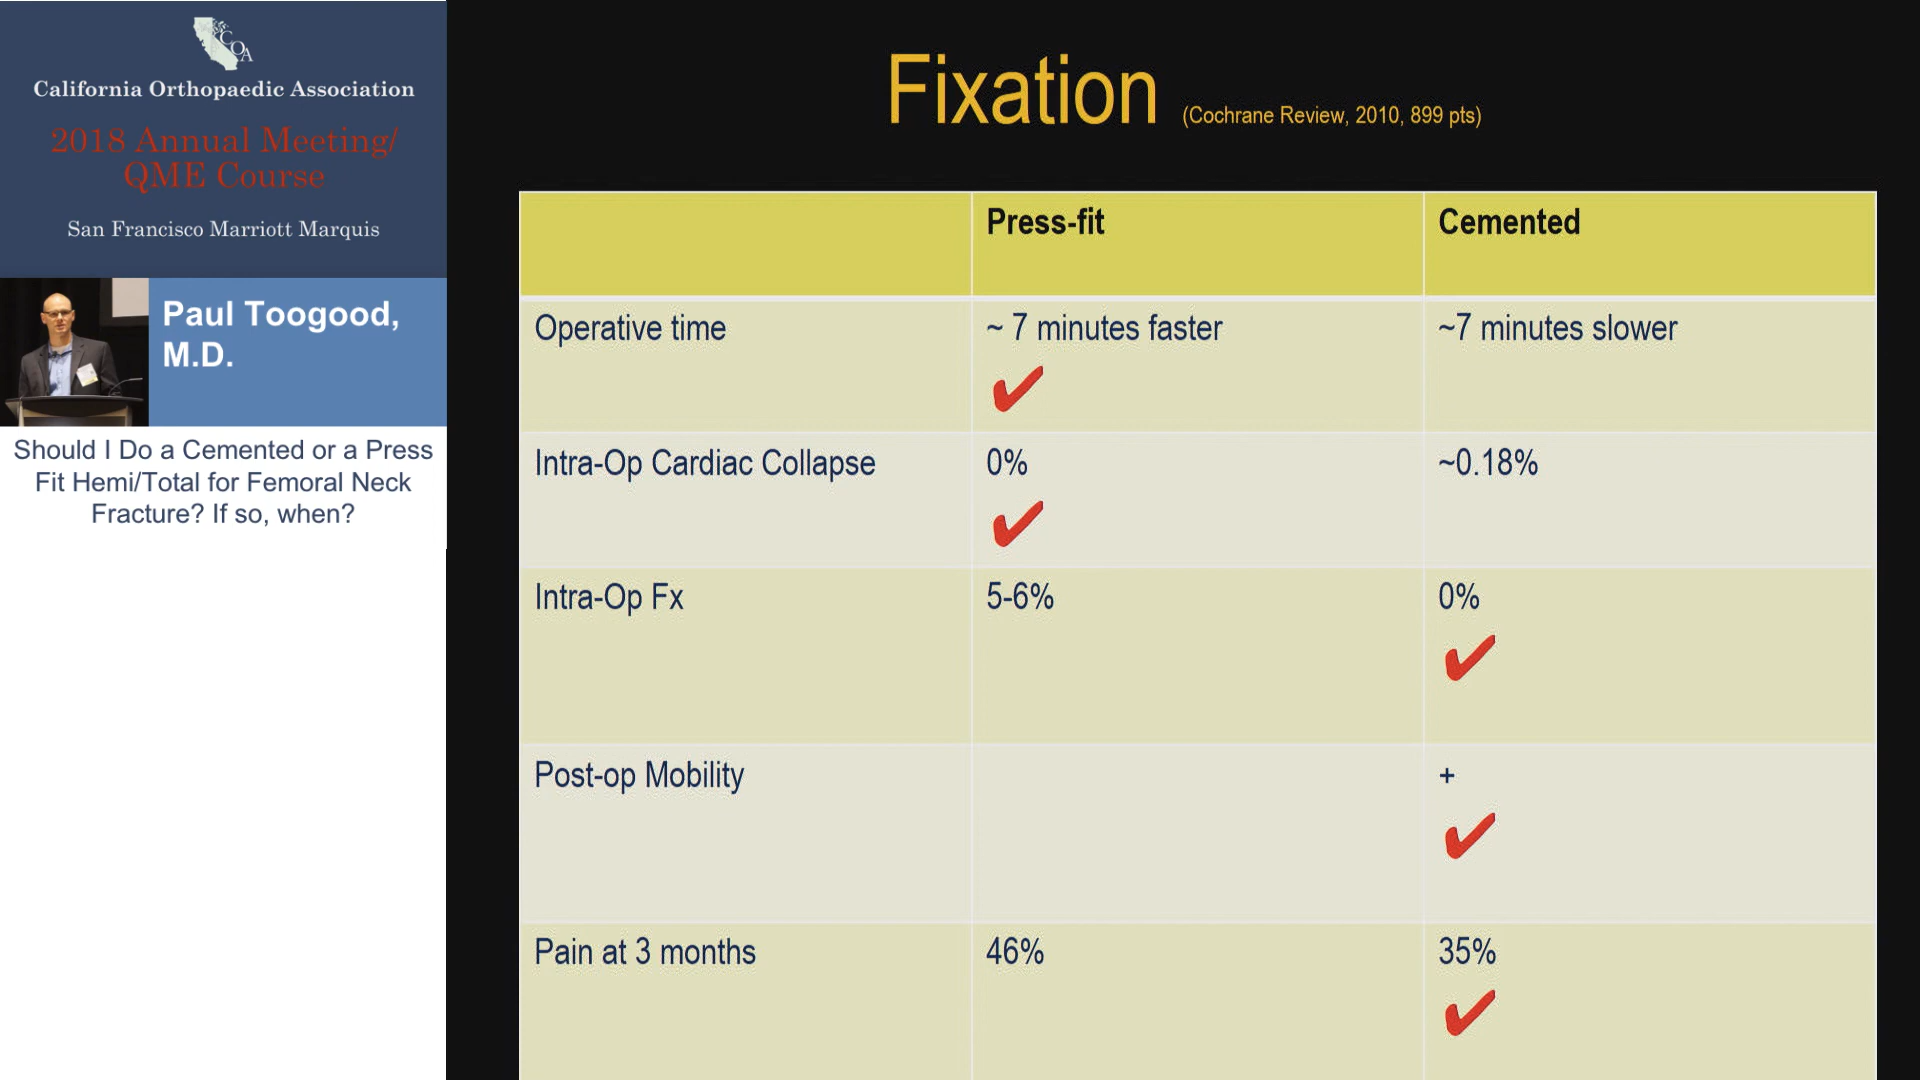 COA
California Orthopaedic Association
2018 Annual Meeting/
QME Course
San Francisco Marriott Marquis
Paul Toogood,
M.D.
Should I Do a Cemented or a Press
Fit Hemi/Total for Femoral Neck
Fracture? If so, when?
Fixation (Cochrane Review, 2010, 899 pts)
Press-fit Cemented
Operative time ~ 7 minutes faster ~7 minutes slower
Intra-Op Cardiac Collapse 0% ~0.18%
Intra-Op Fx 5-6% 0%
Post-op Mobility +
Pain at 3 months 46% 35%